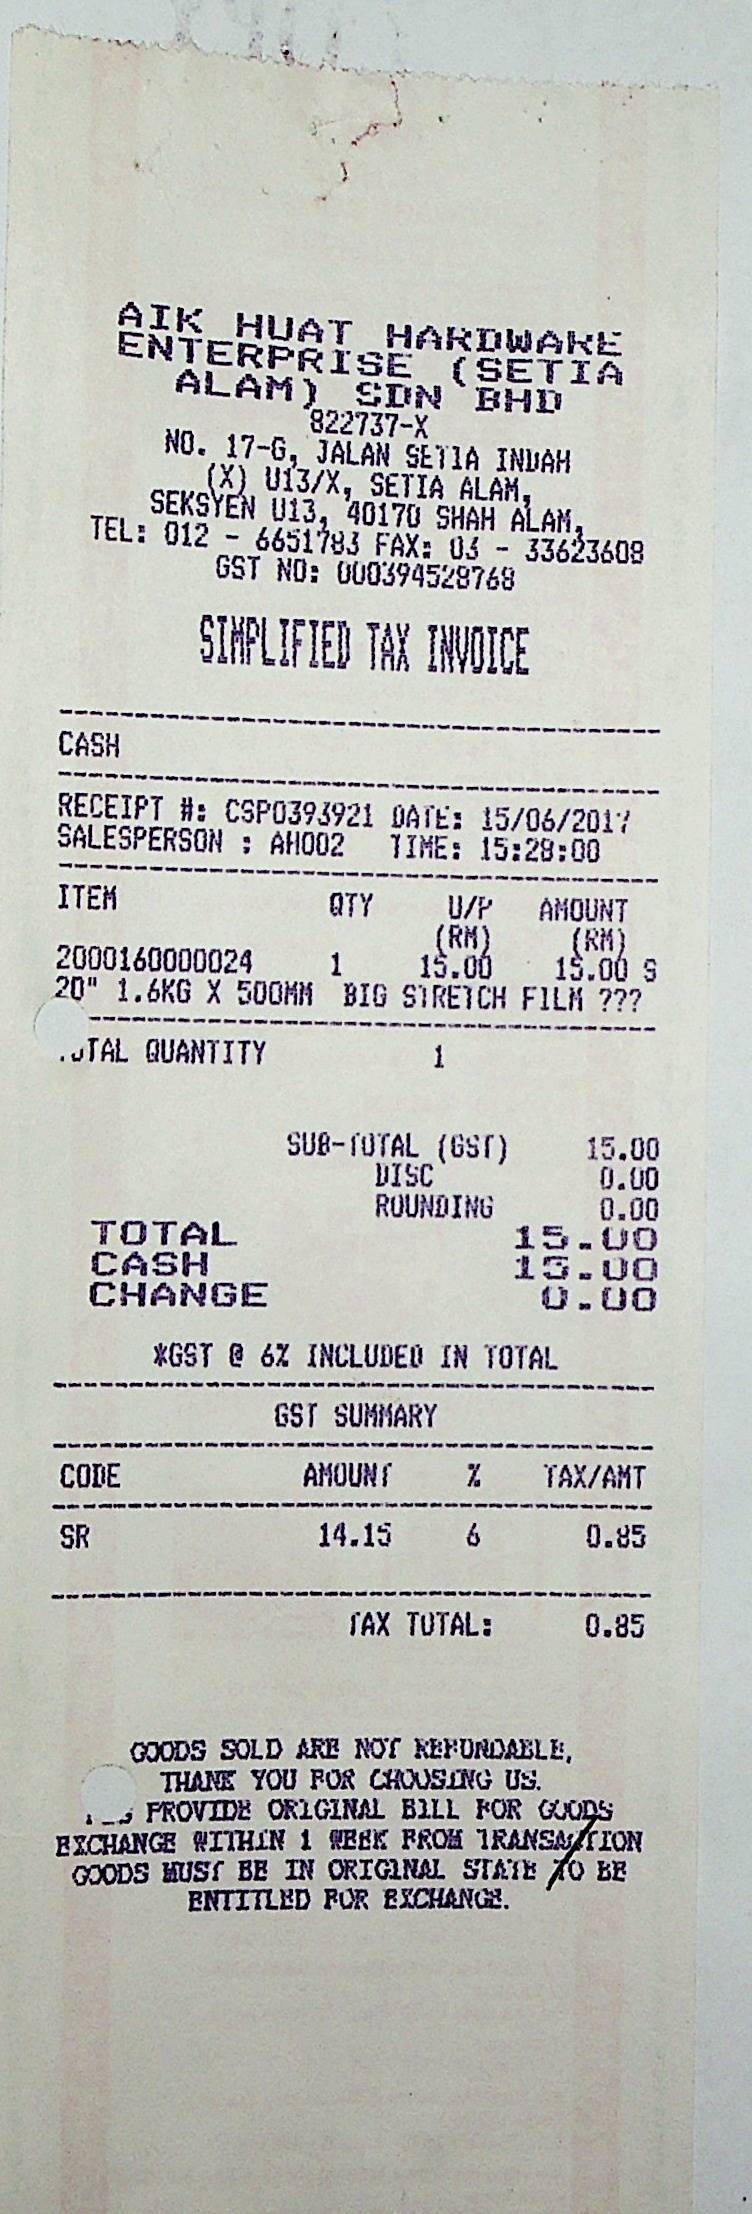 AIK HUAT HARDWARE
ENTERPRISE (SETIA
ALAM) SDN BHD
822737-X
NO. 17-G, JALAN SETIA INDAH
(X) U13/X, SETIA ALAM,
SEKSYEN U13, 40170 SHAH ALAM,
TEL: 012 - 6651783 FAX: 03 - 33623608
GST NO: 000394528768
SIMPLIFIED TAX INVOICE
CASH
RECEIPT #: CSP0393921 DATE: 15/06/2017
SALESPERSON : AH002 TIME: 15:28:00
ITEM QTY U/P AMOUNT
(RM) (RM)
2000160000024 1 15.00 15.00 S
20" 1.6KG X 500MM BIG STRETCH FILM ???
TOTAL QUANTITY 1
SUB-TOTAL (GST) 15.00
DISC 0.00
ROUNDING 0.00
TOTAL 15.00
CASH 15.00
CHANGE 0.00
*GST @ 6% INCLUDED IN TOTAL
GST SUMMARY
CODE AMOUNT % TAX/AMT
SR 14.15 6 0.85
TAX TOTAL: 0.85
GOODS SOLD ARE NOT REFUNDABLE,
THANK YOU FOR CHOOSING US.
PROVIDE ORIGINAL BILL FOR GOODS
EXCHANGE WITHIN 1 WEEK FROM TRANSACTION
GOODS MUST BE IN ORIGINAL STATE TO BE
ENTITLED FOR EXCHANGE.